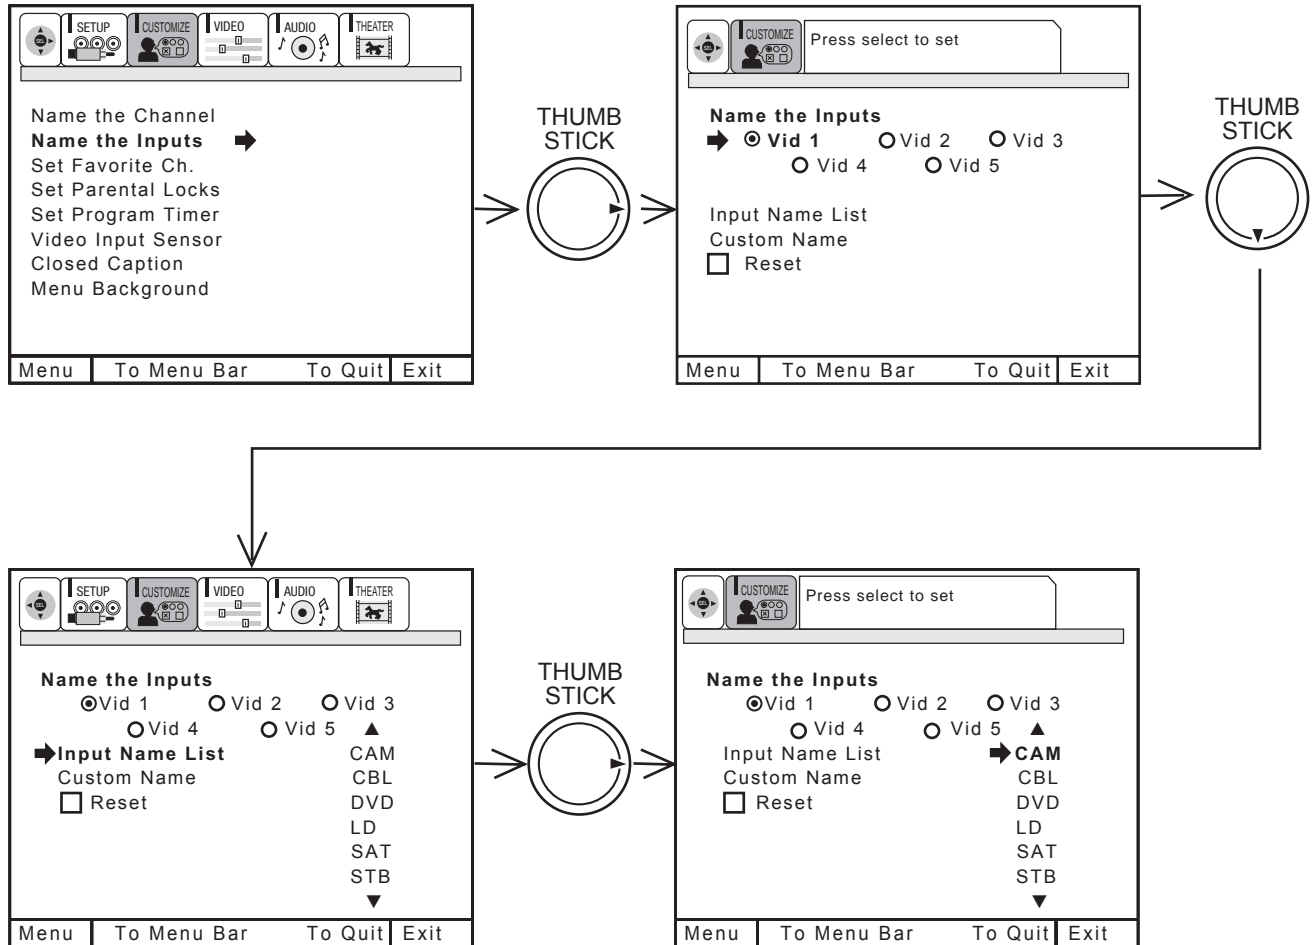 SETUP CUSTOMIZE VIDEO AUDIO THEATER
SEL
Name the Channel
Name the Inputs
Set Favorite Ch.
Set Parental Locks
Set Program Timer
Video Input Sensor
Closed Caption
Menu Background
Menu To Menu Bar To Quit Exit
THUMB
STICK
CUSTOMIZE Press select to set
SEL
Name the Inputs
Vid 1 Vid 2 Vid 3
Vid 4 Vid 5
Input Name List
Custom Name
Reset
Menu To Menu Bar To Quit Exit
THUMB
STICK
SETUP CUSTOMIZE VIDEO AUDIO THEATER
SEL
Name the Inputs
Vid 1 Vid 2 Vid 3
Vid 4 Vid 5
Input Name List CAM
Custom Name CBL
Reset DVD
LD
SAT
STB
Menu To Menu Bar To Quit Exit
THUMB
STICK
CUSTOMIZE Press select to set
SEL
Name the Inputs
Vid 1 Vid 2 Vid 3
Vid 4 Vid 5
Input Name List CAM
Custom Name CBL
Reset DVD
LD
SAT
STB
Menu To Menu Bar To Quit Exit